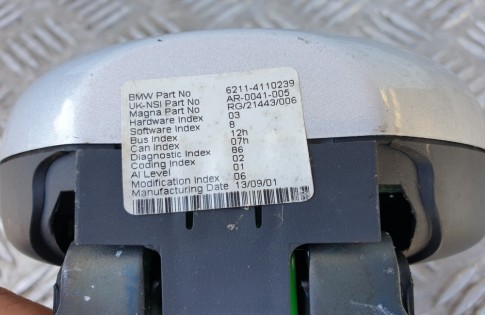 BMW Part No 6211-4110239
UK-NSI Part No AR-0041-005
Magna Part No RG/21443/006
Hardware Index 03
Software Index 8
Bus Index 12h
Can Index 07h
Diagnostic Index 86
Coding Index 02
AI Level 01
Modification Index 06
Manufacturing Date 13/09/01